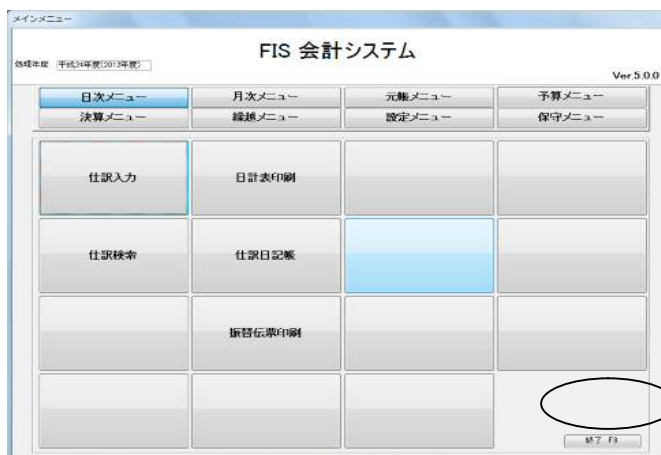 メインメニュー
FIS 会計システム
処理年度 平成24年度(2012年度)
Ver.5.0.0
日次メニュー 月次メニュー 元帳メニュー 予算メニュー
決算メニュー 繰越メニュー 設定メニュー 保守メニュー
仕訳入力 日計表印刷
仕訳検索 仕訳日記帳
振替伝票印刷
終了 F8